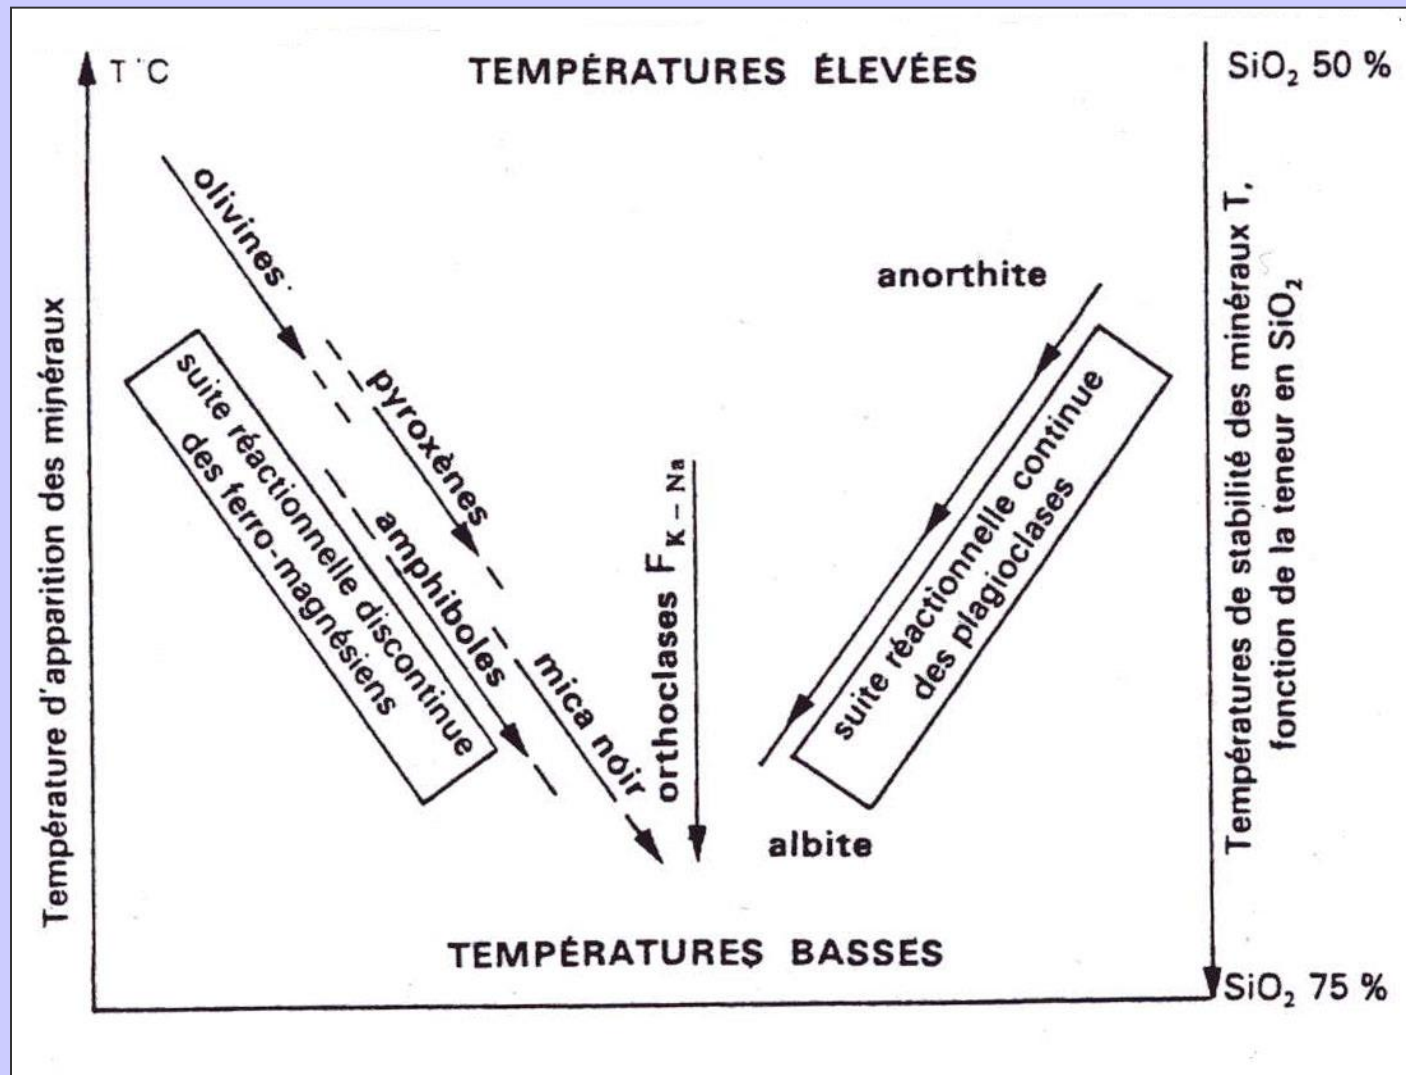 T °C
TEMPÉRATURES ÉLEVÉES
SiO₂ 50 %
Température d'apparition des minéraux
olivines
pyroxènes
amphiboles
mica noir
suite réactionnelle discontinue
des ferro-magnésiens
orthoclases F K – Na
anorthite
suite réactionnelle continue
des plagioclases
albite
Températures de stabilité des minéraux T,
fonction de la teneur en SiO₂
TEMPÉRATURES BASSES
SiO₂ 75 %